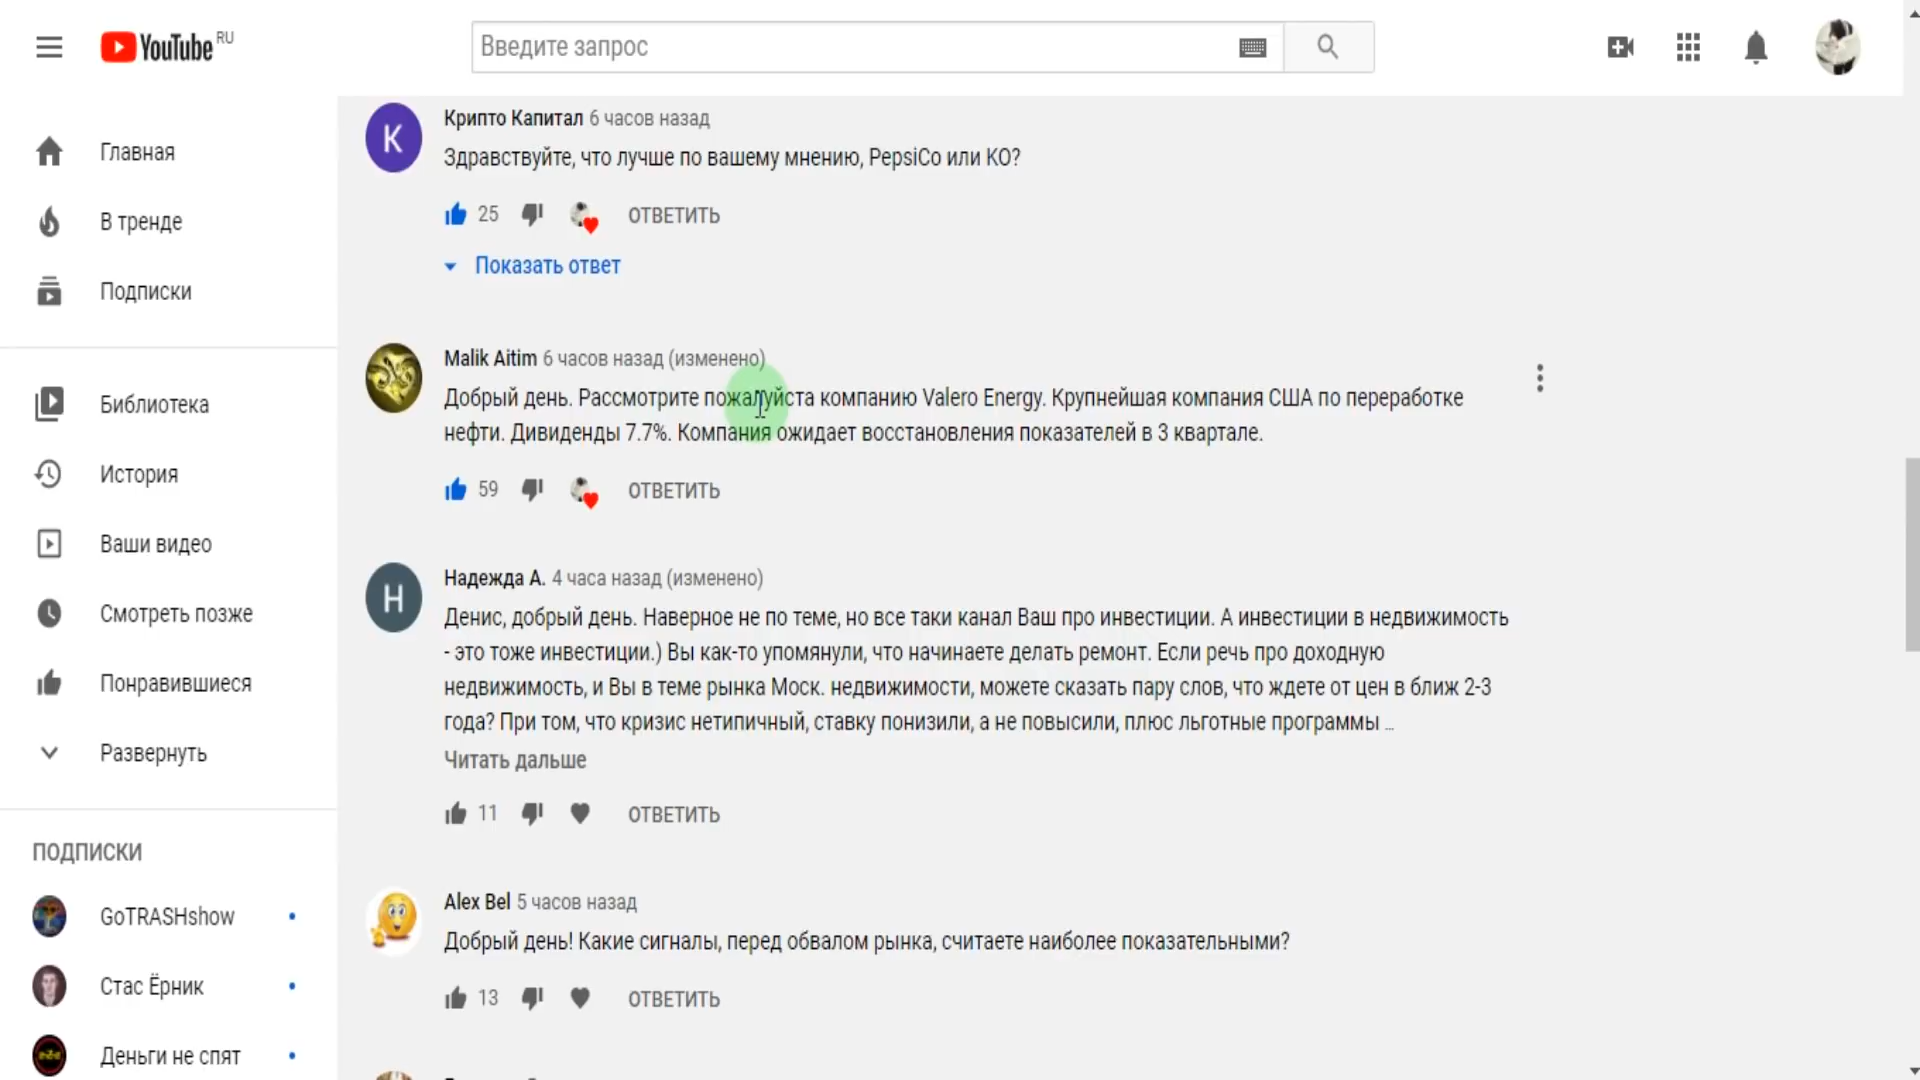 YouTube RU
Введите запрос
Главная
В тренде
Подписки
Библиотека
История
Ваши видео
Смотреть позже
Понравившиеся
Развернуть
ПОДПИСКИ
GoTRASHshow
Стас Ёрник
Деньги не спят
К
Крипто Капитал 6 часов назад
Здравствуйте, что лучше по вашему мнению, PepsiCo или KO?
25 ОТВЕТИТЬ
Показать ответ
Malik Aitim 6 часов назад (изменено)
Добрый день. Рассмотрите пожалуйста компанию Valero Energy. Крупнейшая компания США по переработке
нефти. Дивиденды 7.7%. Компания ожидает восстановления показателей в 3 квартале.
59 ОТВЕТИТЬ
Н
Надежда А. 4 часа назад (изменено)
Денис, добрый день. Наверное не по теме, но все таки канал Ваш про инвестиции. А инвестиции в недвижимость
- это тоже инвестиции.) Вы как-то упомянули, что начинаете делать ремонт. Если речь про доходную
недвижимость, и Вы в теме рынка Моск. недвижимости, можете сказать пару слов, что ждете от цен в ближ 2-3
года? При том, что кризис нетипичный, ставку понизили, а не повысили, плюс льготные программы ...
Читать дальше
11 ОТВЕТИТЬ
Alex Bel 5 часов назад
Добрый день! Какие сигналы, перед обвалом рынка, считаете наиболее показательными?
13 ОТВЕТИТЬ